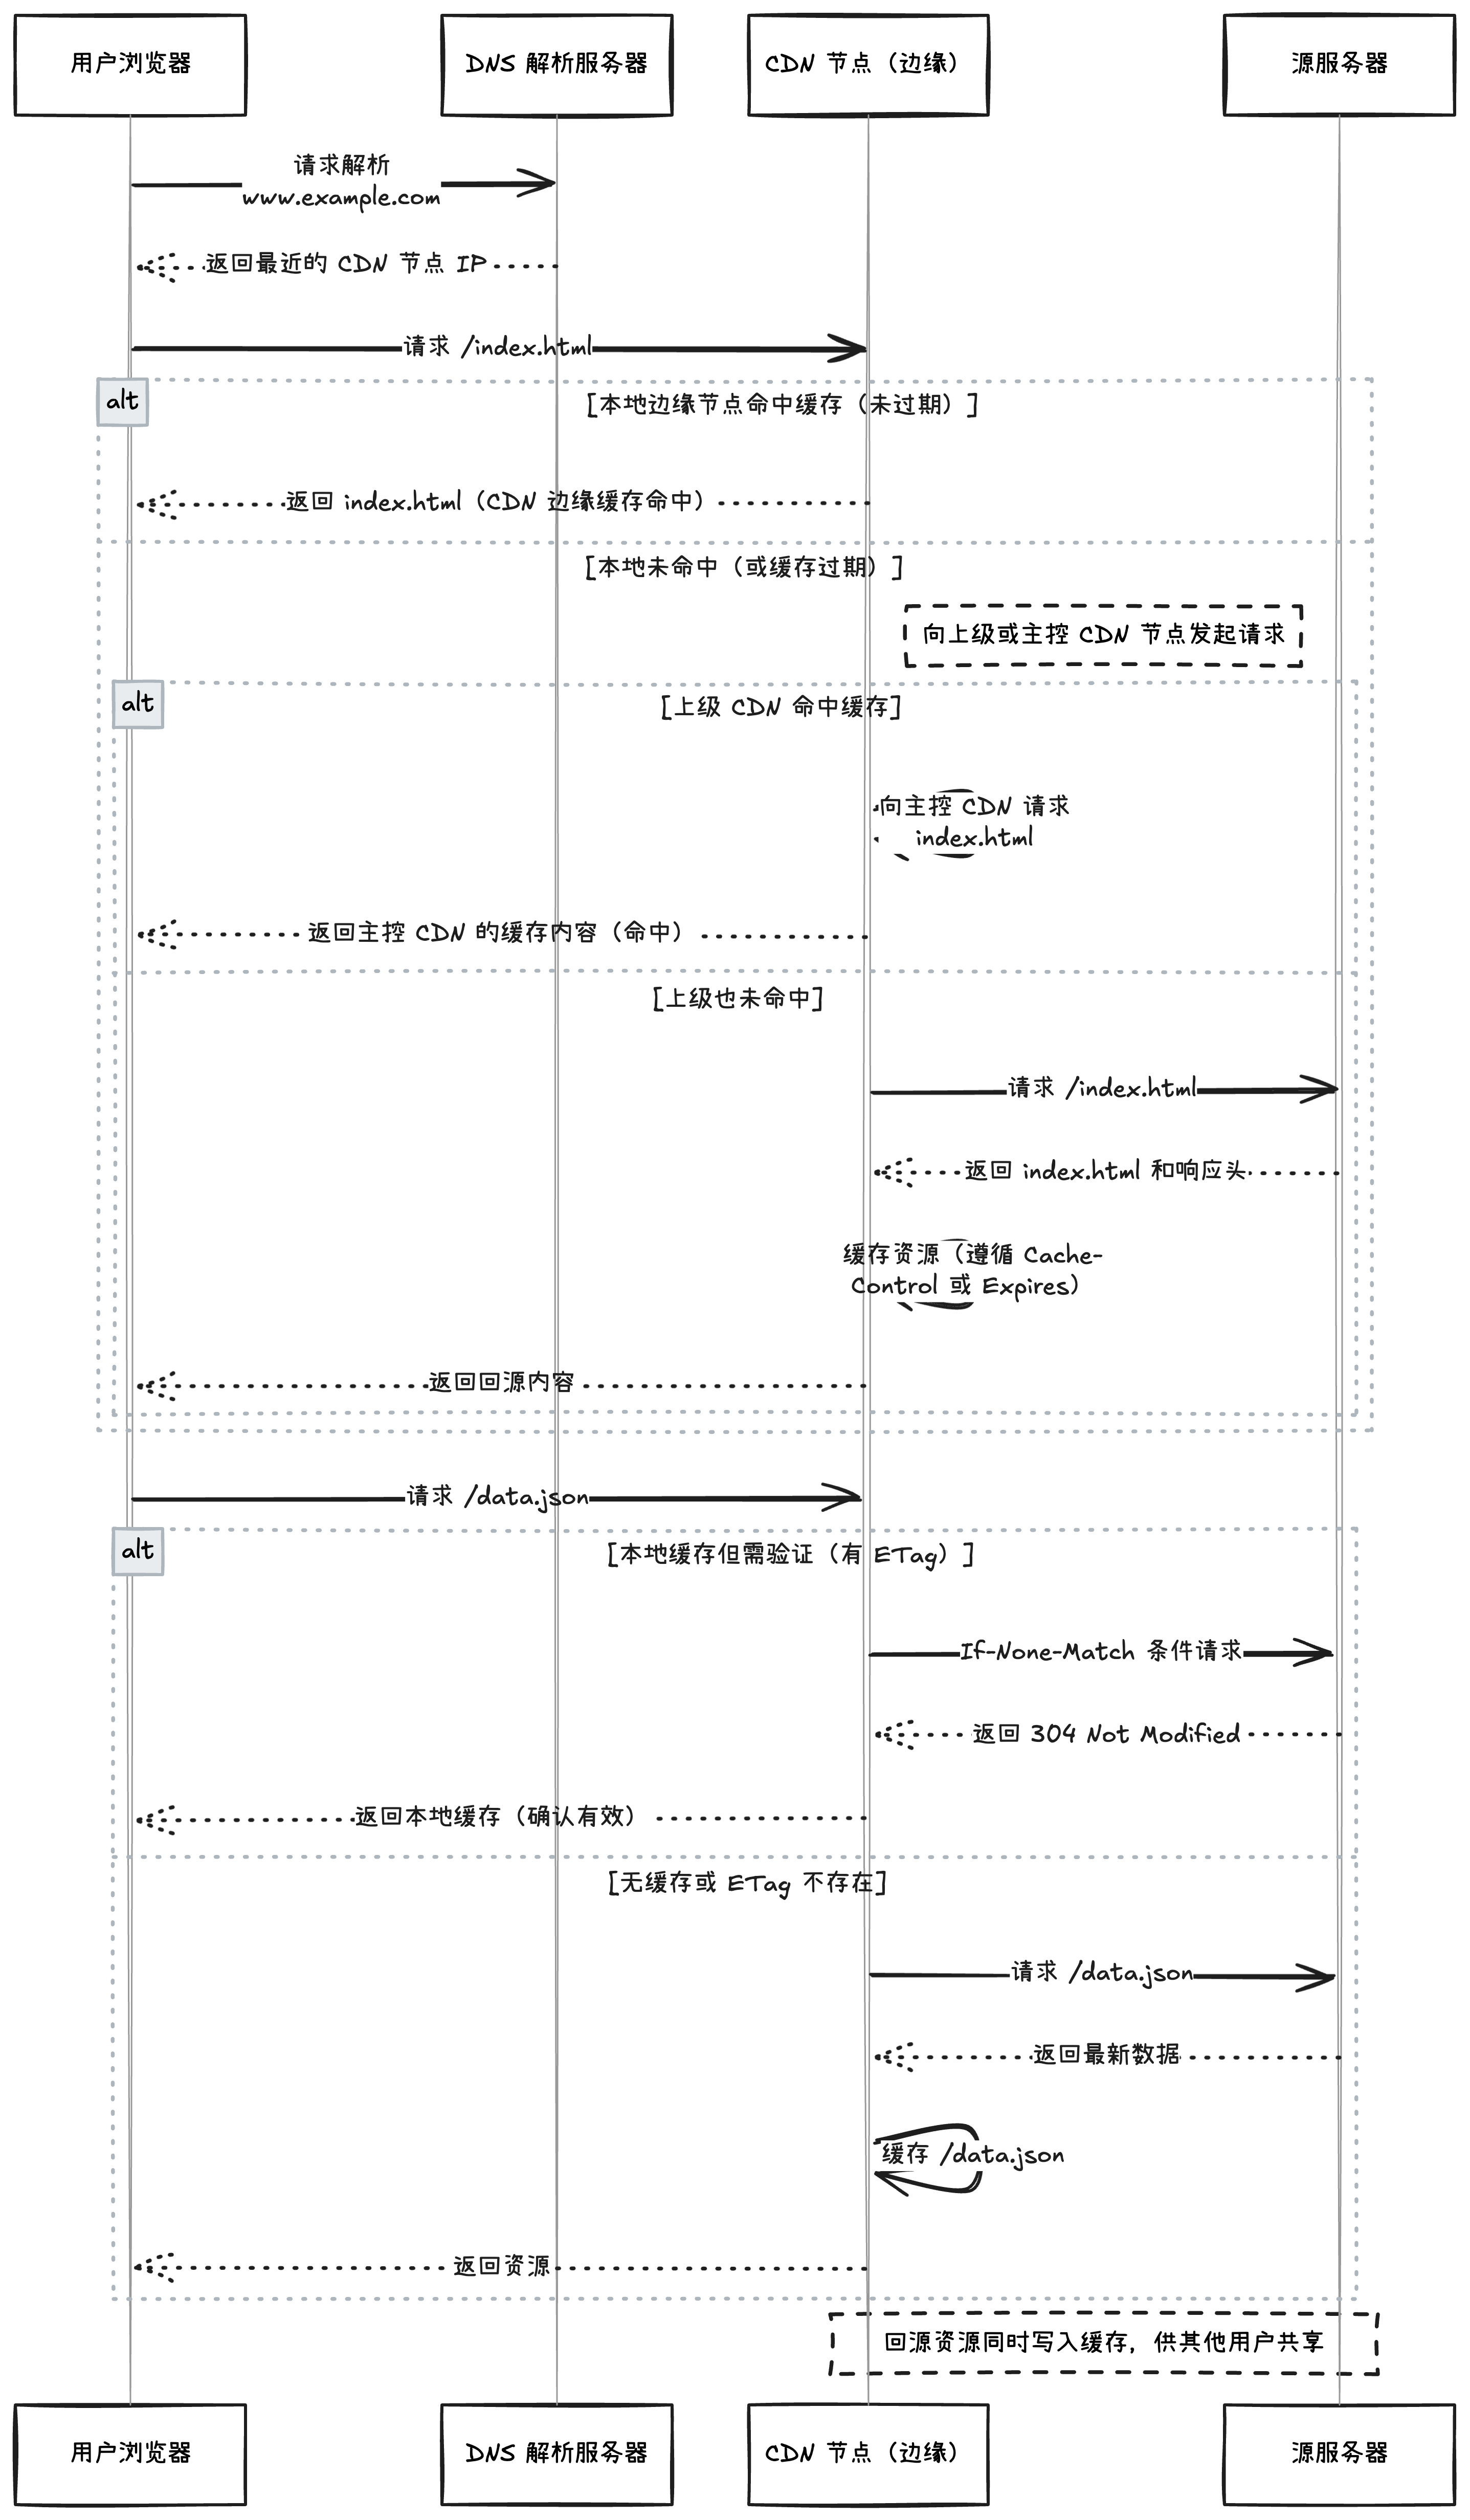 用户浏览器
DNS 解析服务器
CDN 节点（边缘）
源服务器
请求解析
www.example.com
返回最近的 CDN 节点 IP
请求 /index.html
alt
[本地边缘节点命中缓存（未过期）]
返回 index.html（CDN 边缘缓存命中）
[本地未命中（或缓存过期）]
向上级或主控 CDN 节点发起请求
alt
[上级 CDN 命中缓存]
向主控 CDN 请求
index.html
返回主控 CDN 的缓存内容（命中）
[上级也未命中]
请求 /index.html
返回 index.html 和响应头
缓存资源（遵循 Cache-
Control 或 Expires）
返回回源内容
请求 /data.json
alt
[本地缓存但需验证（有 ETag）]
If-None-Match 条件请求
返回 304 Not Modified
返回本地缓存（确认有效）
[无缓存或 ETag 不存在]
请求 /data.json
返回最新数据
缓存 /data.json
返回资源
回源资源同时写入缓存，供其他用户共享
用户浏览器
DNS 解析服务器
CDN 节点（边缘）
源服务器